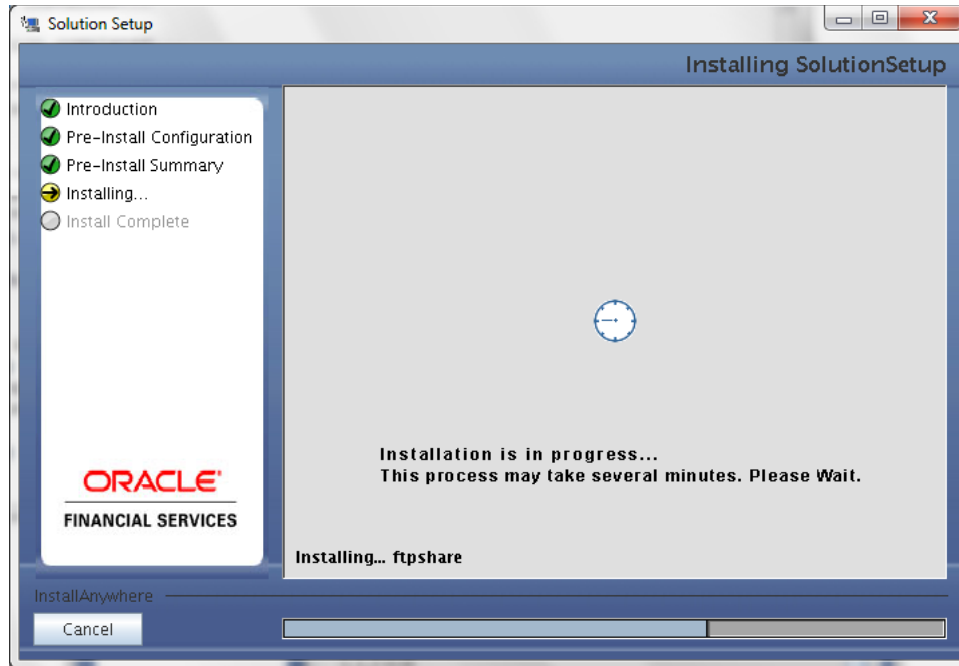 Solution Setup
Installing SolutionSetup
Introduction
Pre-Install Configuration
Pre-Install Summary
Installing...
Install Complete
Installation is in progress...
This process may take several minutes. Please Wait.
ORACLE
FINANCIAL SERVICES
Installing... ftpshare
InstallAnywhere
Cancel